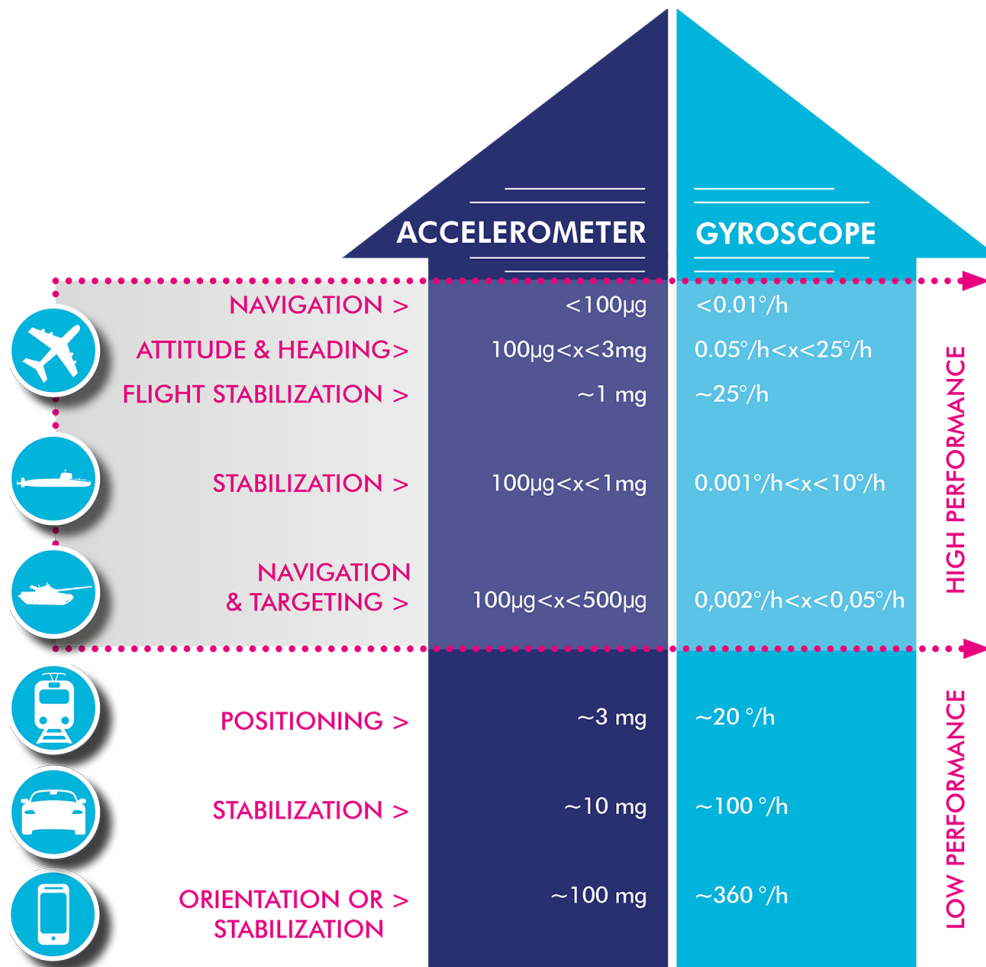 ACCELEROMETER GYROSCOPE
NAVIGATION > <100µg <0.01°/h
ATTITUDE & HEADING> 100µg<x<3mg 0.05°/h<x<25°/h
FLIGHT STABILIZATION > ~1 mg ~25°/h
STABILIZATION > 100µg<x<1mg 0.001°/h<x<10°/h
NAVIGATION
& TARGETING > 100µg<x<500µg 0,002°/h<x<0,05°/h
HIGH PERFORMANCE
POSITIONING > ~3 mg ~20 °/h
STABILIZATION > ~10 mg ~100 °/h
ORIENTATION OR > ~100 mg ~360 °/h
STABILIZATION
LOW PERFORMANCE